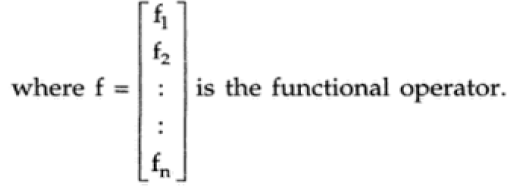 f₁
f₂
where f = [ : ] is the functional operator.
:
fₙ